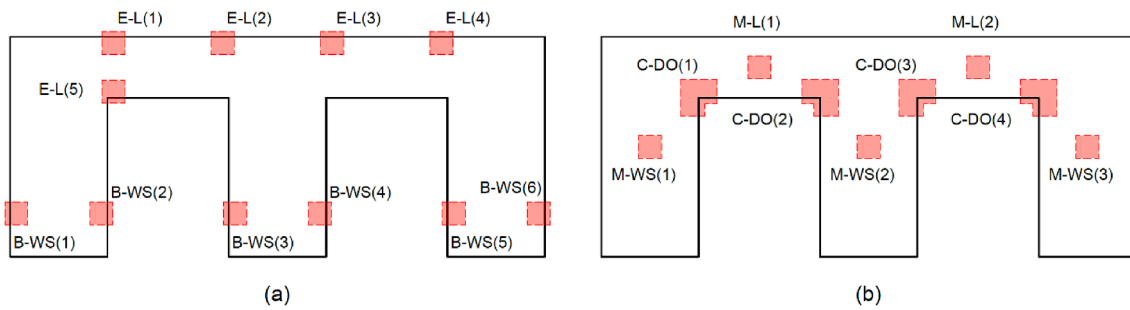 E-L(1) E-L(2) E-L(3) E-L(4)
E-L(5)
B-WS(2) B-WS(4) B-WS(6)
B-WS(1) B-WS(3) B-WS(5)
(a)
M-L(1) M-L(2)
C-DO(1) C-DO(3)
C-DO(2) C-DO(4)
M-WS(1) M-WS(2) M-WS(3)
(b)